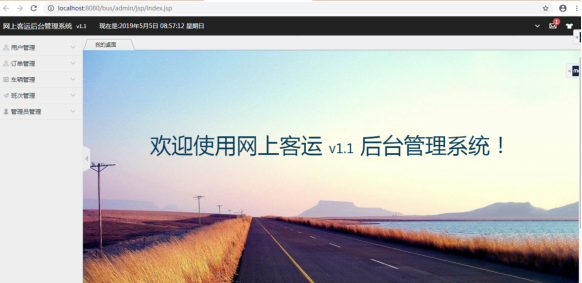 localhost:8080/bus/admin/jsp/index.jsp
网上客运后台管理系统 v1.1 现在是:2019年5月5日 08:57:12 星期日
1
我的桌面
用户管理
订单管理
车辆管理
班次管理
管理员管理
欢迎使用网上客运 v1.1 后台管理系统！